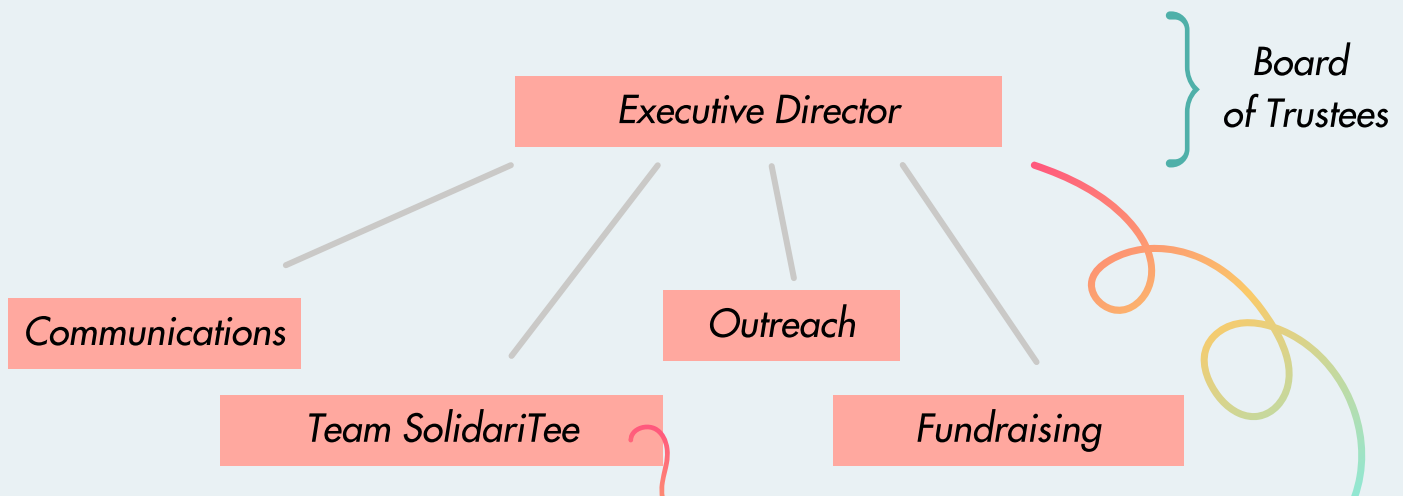 Board
of Trustees
Executive Director
Communications
Outreach
Team SolidariTee
Fundraising